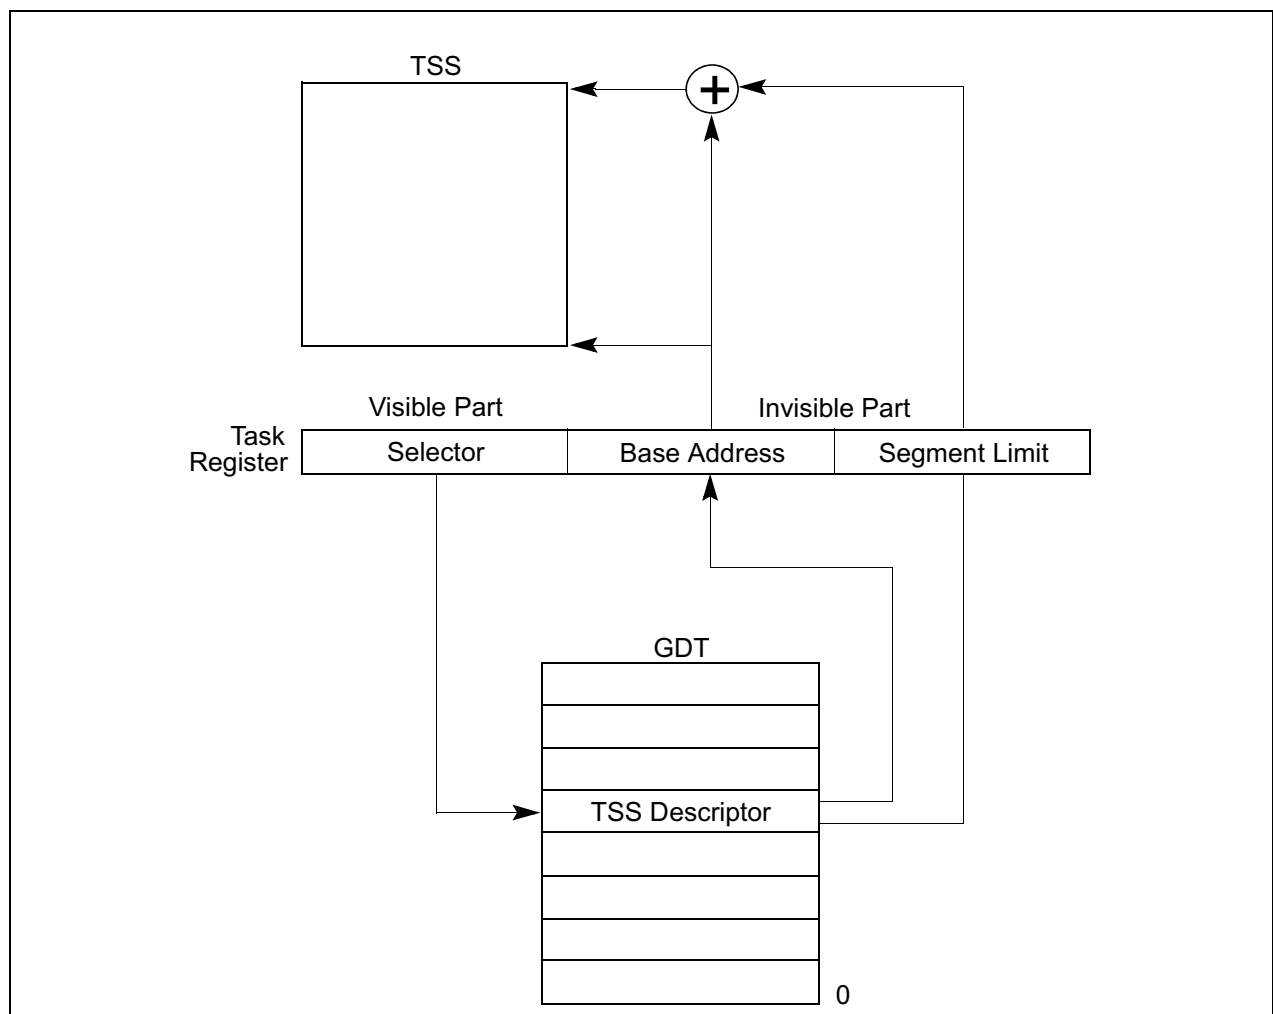 TSS
+
Visible Part
Invisible Part
Task
Register
Selector
Base Address
Segment Limit
GDT
TSS Descriptor
0